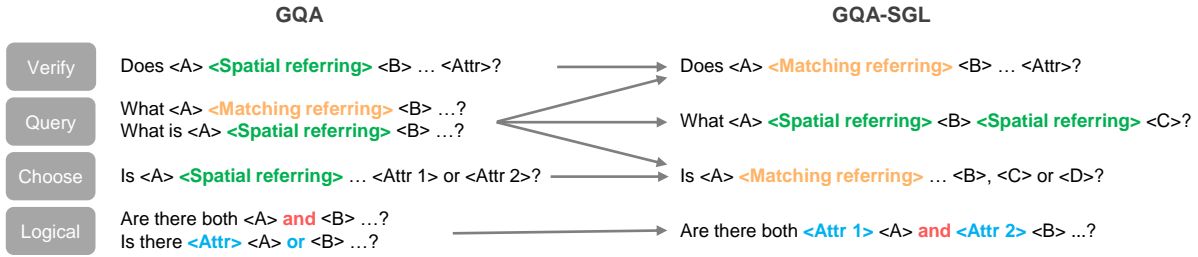 GQA GQA-SGL
Verify Does <A> <Spatial referring> <B> … <Attr>? Does <A> <Matching referring> <B> … <Attr>?
What <A> <Matching referring> <B> …?
Query What <A> <Spatial referring> <B> <Spatial referring> <C>?
What is <A> <Spatial referring> <B> …?
Choose Is <A> <Spatial referring> … <Attr 1> or <Attr 2>? Is <A> <Matching referring> … <B>, <C> or <D>?
Are there both <A> and <B> …?
Logical Are there both <Attr 1> <A> and <Attr 2> <B> ...?
Is there <Attr> <A> or <B> …?